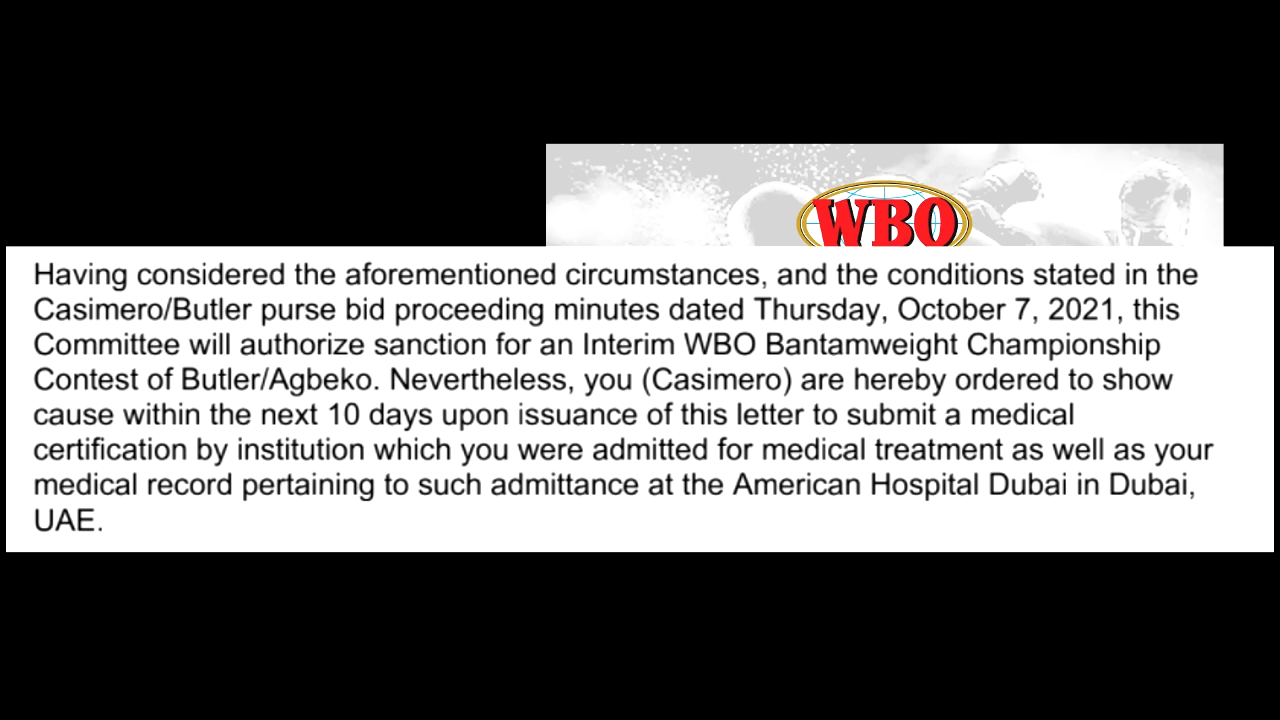 WBO
Having considered the aforementioned circumstances, and the conditions stated in the
Casimero/Butler purse bid proceeding minutes dated Thursday, October 7, 2021, this
Committee will authorize sanction for an Interim WBO Bantamweight Championship
Contest of Butler/Agbeko. Nevertheless, you (Casimero) are hereby ordered to show
cause within the next 10 days upon issuance of this letter to submit a medical
certification by institution which you were admitted for medical treatment as well as your
medical record pertaining to such admittance at the American Hospital Dubai in Dubai,
UAE.